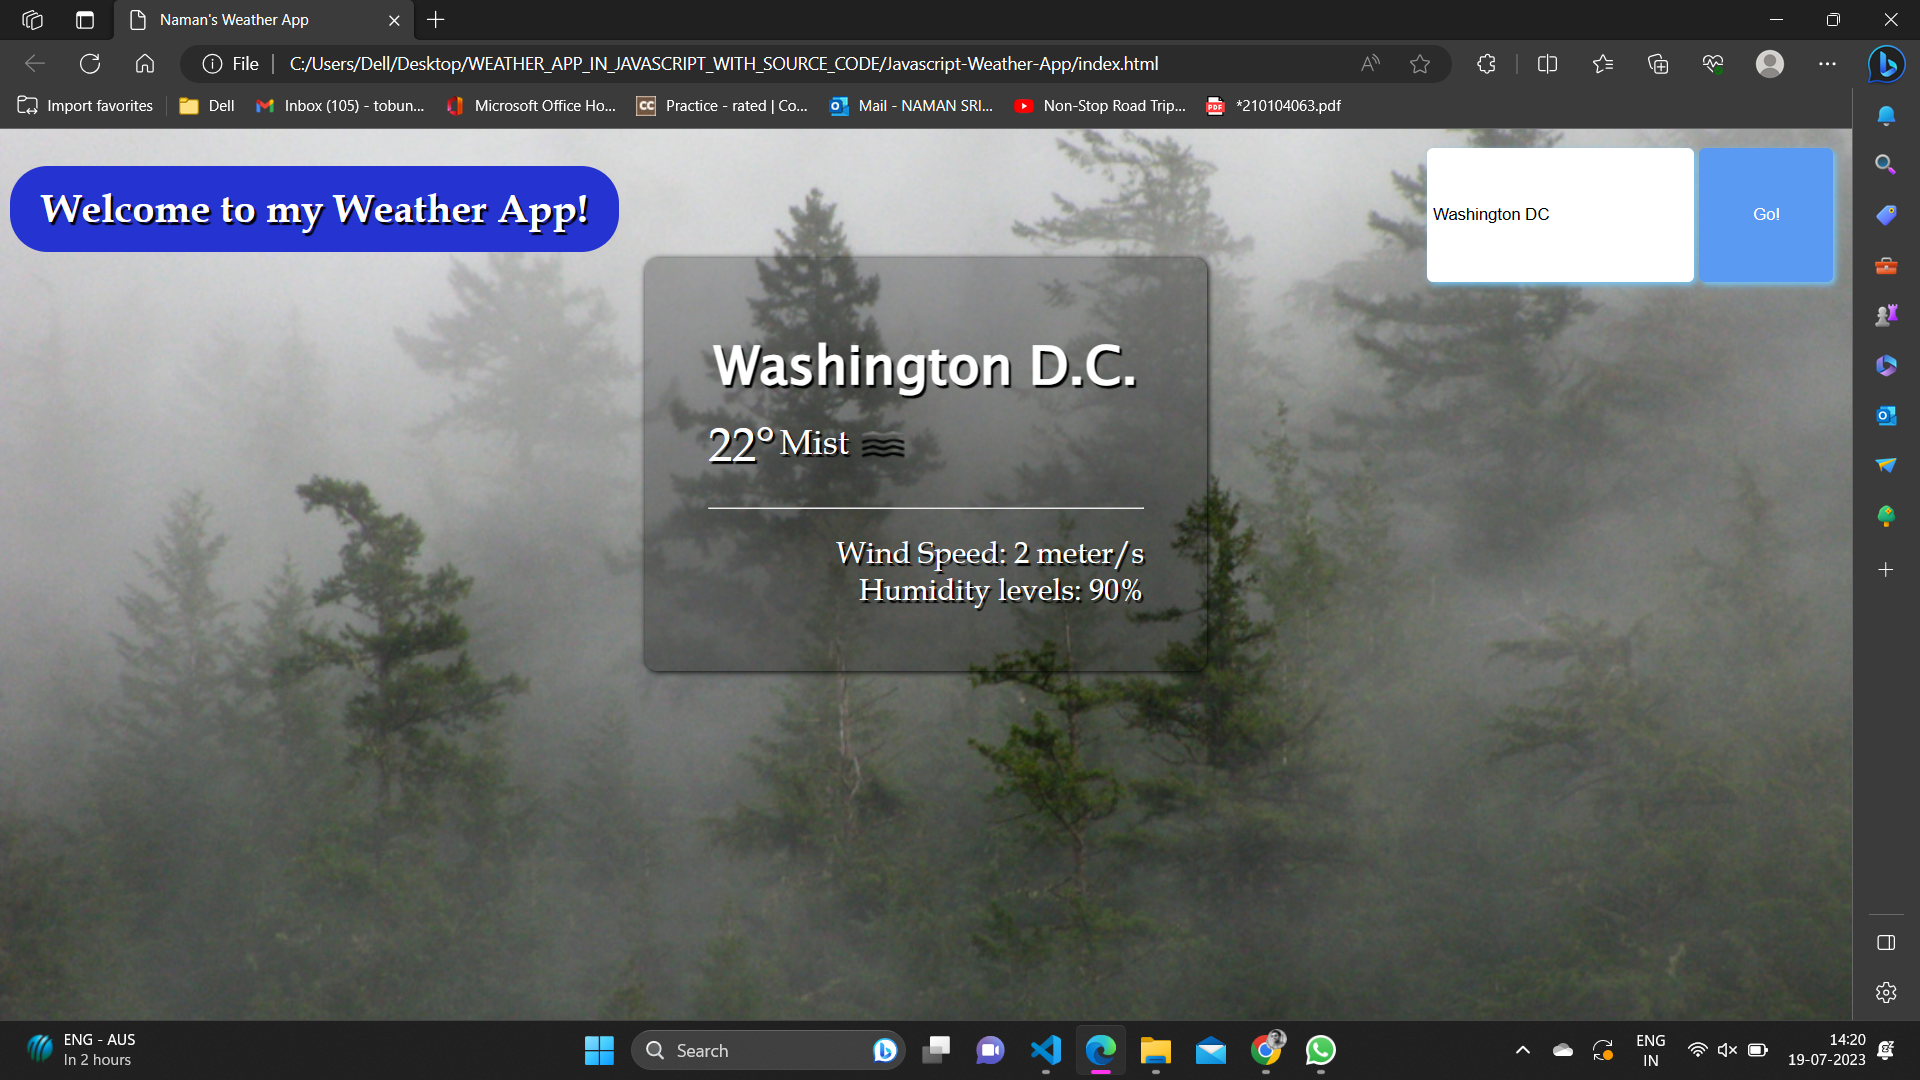 Naman's Weather App
File
C:/Users/Dell/Desktop/WEATHER_APP_IN_JAVASCRIPT_WITH_SOURCE_CODE/Javascript-Weather-App/index.html
Import favorites
Dell
Inbox (105) - tobun...
Microsoft Office Ho...
CC
Practice - rated | Co...
Mail - NAMAN SRI...
Non-Stop Road Trip...
PDF
*210104063.pdf
Welcome to my Weather App!
Washington DC
Go!
Washington D.C.
22° Mist
Wind Speed: 2 meter/s
Humidity levels: 90%
ENG - AUS
In 2 hours
Search
ENG
IN
14:20
19-07-2023